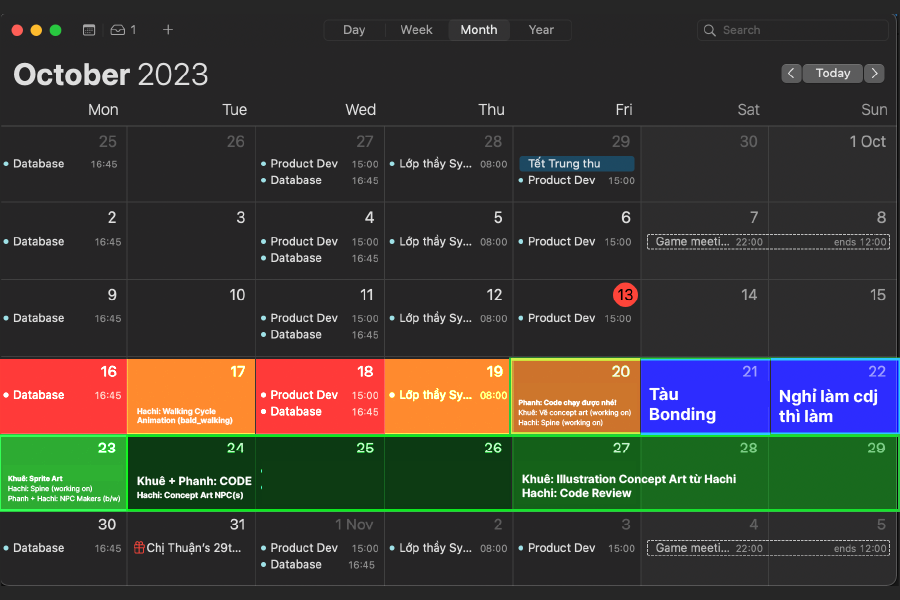 1
Day Week Month Year
Search
October 2023
Today
Mon Tue Wed Thu Fri Sat Sun
25 26 27 28 29 30 1 Oct
Database 16:45 Product Dev 15:00 Lớp thầy Sy... 08:00 Tết Trung thu
Database 16:45 Product Dev 15:00
2 3 4 5 6 7 8
Database 16:45 Product Dev 15:00 Lớp thầy Sy... 08:00 Product Dev 15:00 Game meeti... 22:00 ends 12:00
Database 16:45
9 10 11 12 13 14 15
Database 16:45 Product Dev 15:00 Lớp thầy Sy... 08:00 Product Dev 15:00
Database 16:45
16 17 18 19 20 21 22
Database 16:45 Product Dev 15:00 Lớp thầy Sy... 08:00
Database 16:45
Hachi: Walking Cycle
Animation (bald_walking)
Phanh: Code chạy được nhé!
Khuê: Vẽ concept art (working on)
Hachi: Spine (working on)
Tàu
Bonding
Nghỉ làm cdj
thì làm
23 24 25 26 27 28 29
Khuê: Sprite Art
Hachi: Spine (working on)
Phanh + Hachi: NPC Makers (b/w)
Khuê + Phanh: CODE
Hachi: Concept Art NPC(s)
Khuê: Illustration Concept Art từ Hachi
Hachi: Code Review
30 31 1 Nov 2 3 4 5
Database 16:45 Chị Thuận's 29t... Product Dev 15:00 Lớp thầy Sy... 08:00 Product Dev 15:00 Game meeti... 22:00 ends 12:00
Database 16:45